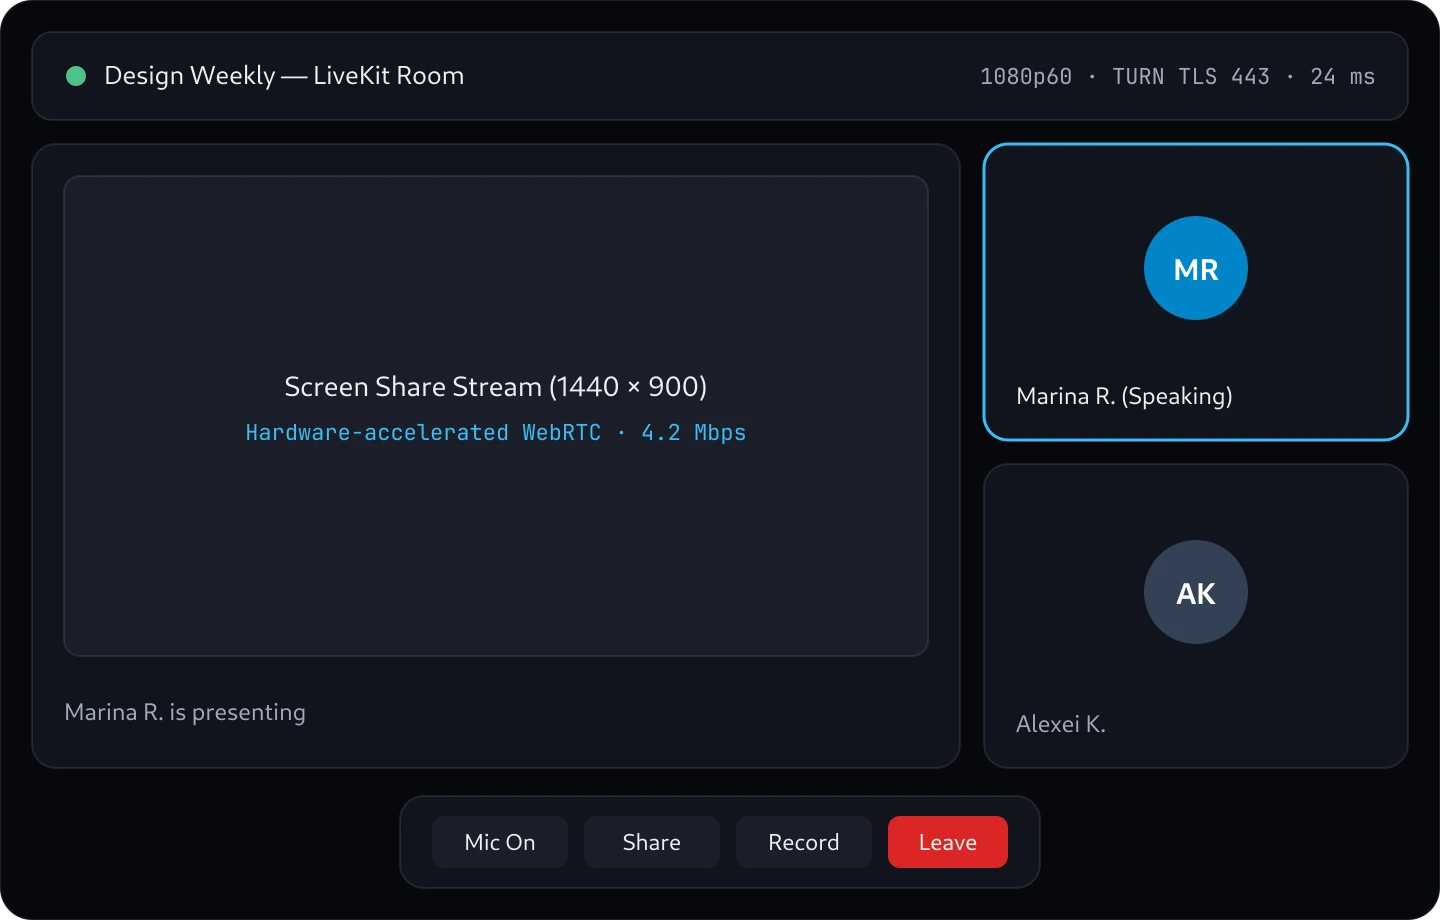 Design Weekly — LiveKit Room
1080p60 · TURN TLS 443 · 24 ms
Screen Share Stream (1440 × 900)
Hardware-accelerated WebRTC · 4.2 Mbps
Marina R. is presenting
MR
Marina R. (Speaking)
AK
Alexei K.
Mic On
Share
Record
Leave